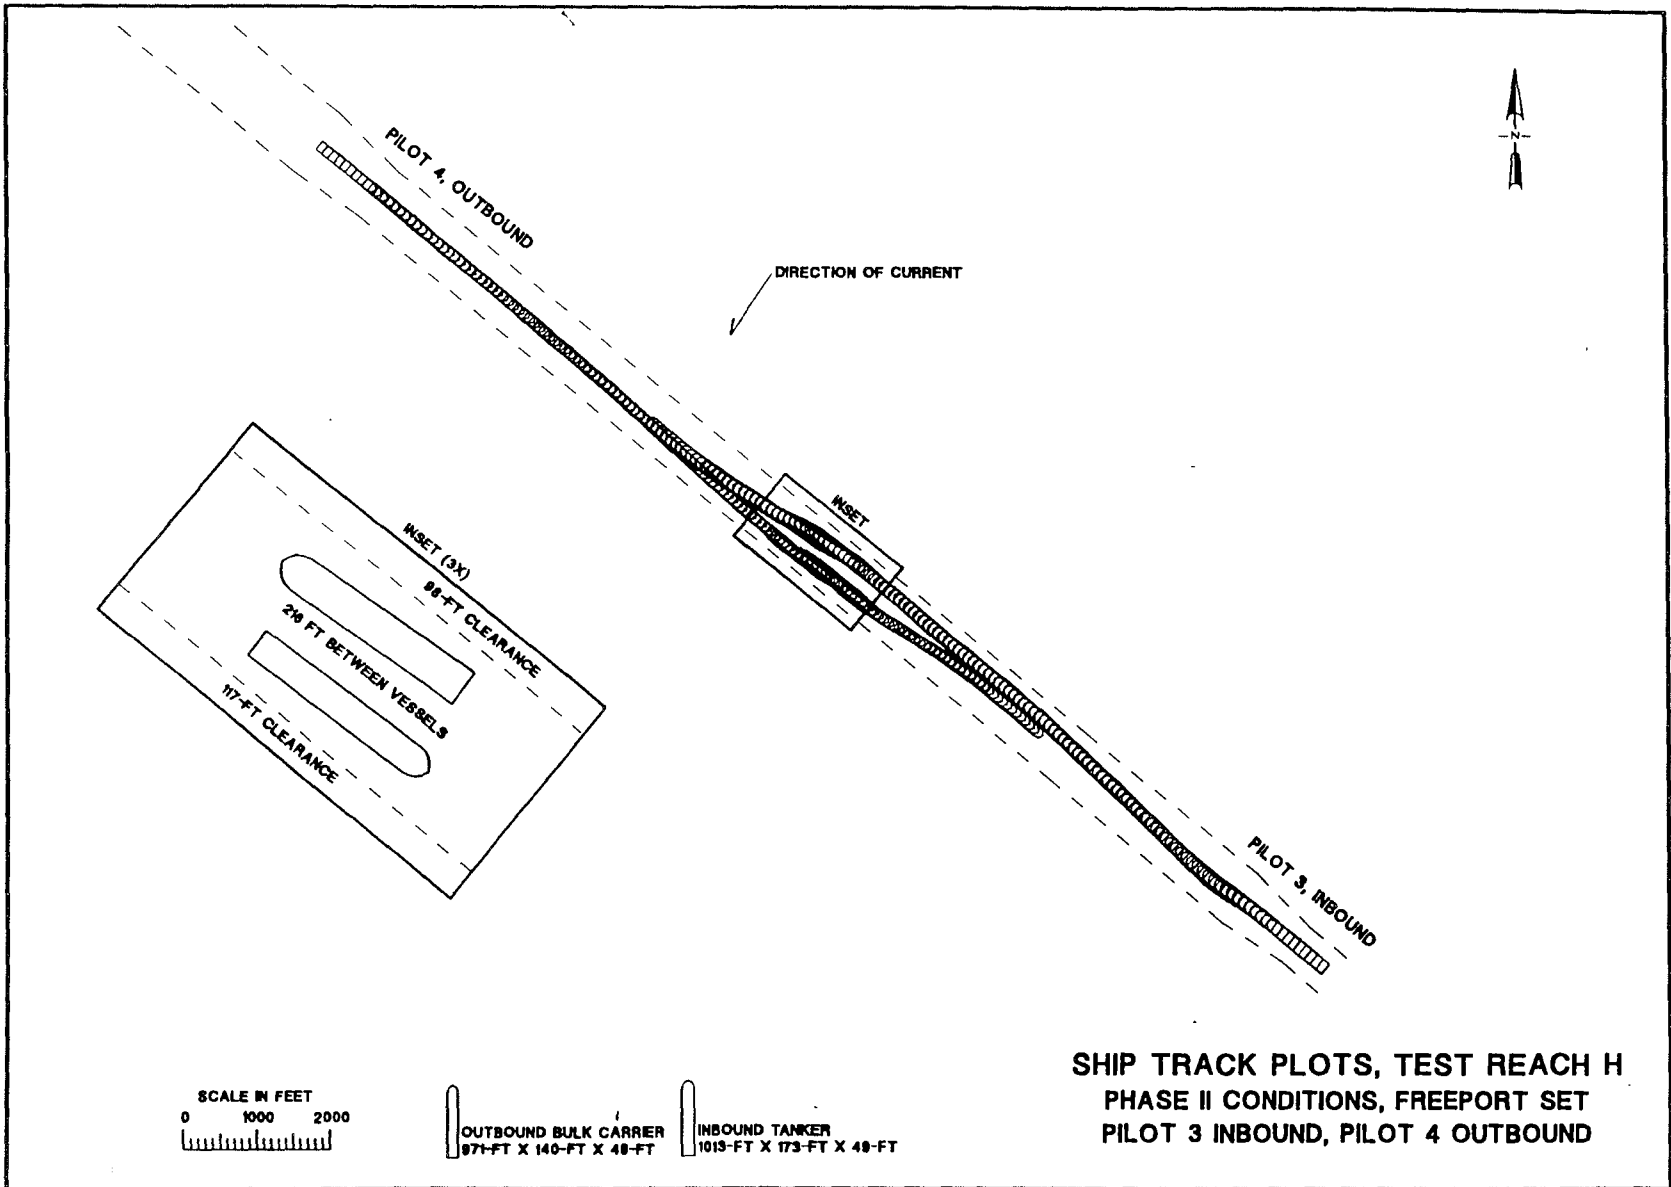 PILOT 4, OUTBOUND
N
DIRECTION OF CURRENT
INSET
INSET (3X)
98-FT CLEARANCE
216 FT BETWEEN VESSELS
117-FT CLEARANCE
PILOT 3, INBOUND
SCALE IN FEET
0 1000 2000
OUTBOUND BULK CARRIER
971-FT X 140-FT X 49-FT
INBOUND TANKER
1013-FT X 173-FT X 49-FT
SHIP TRACK PLOTS, TEST REACH H
PHASE II CONDITIONS, FREEPORT SET
PILOT 3 INBOUND, PILOT 4 OUTBOUND